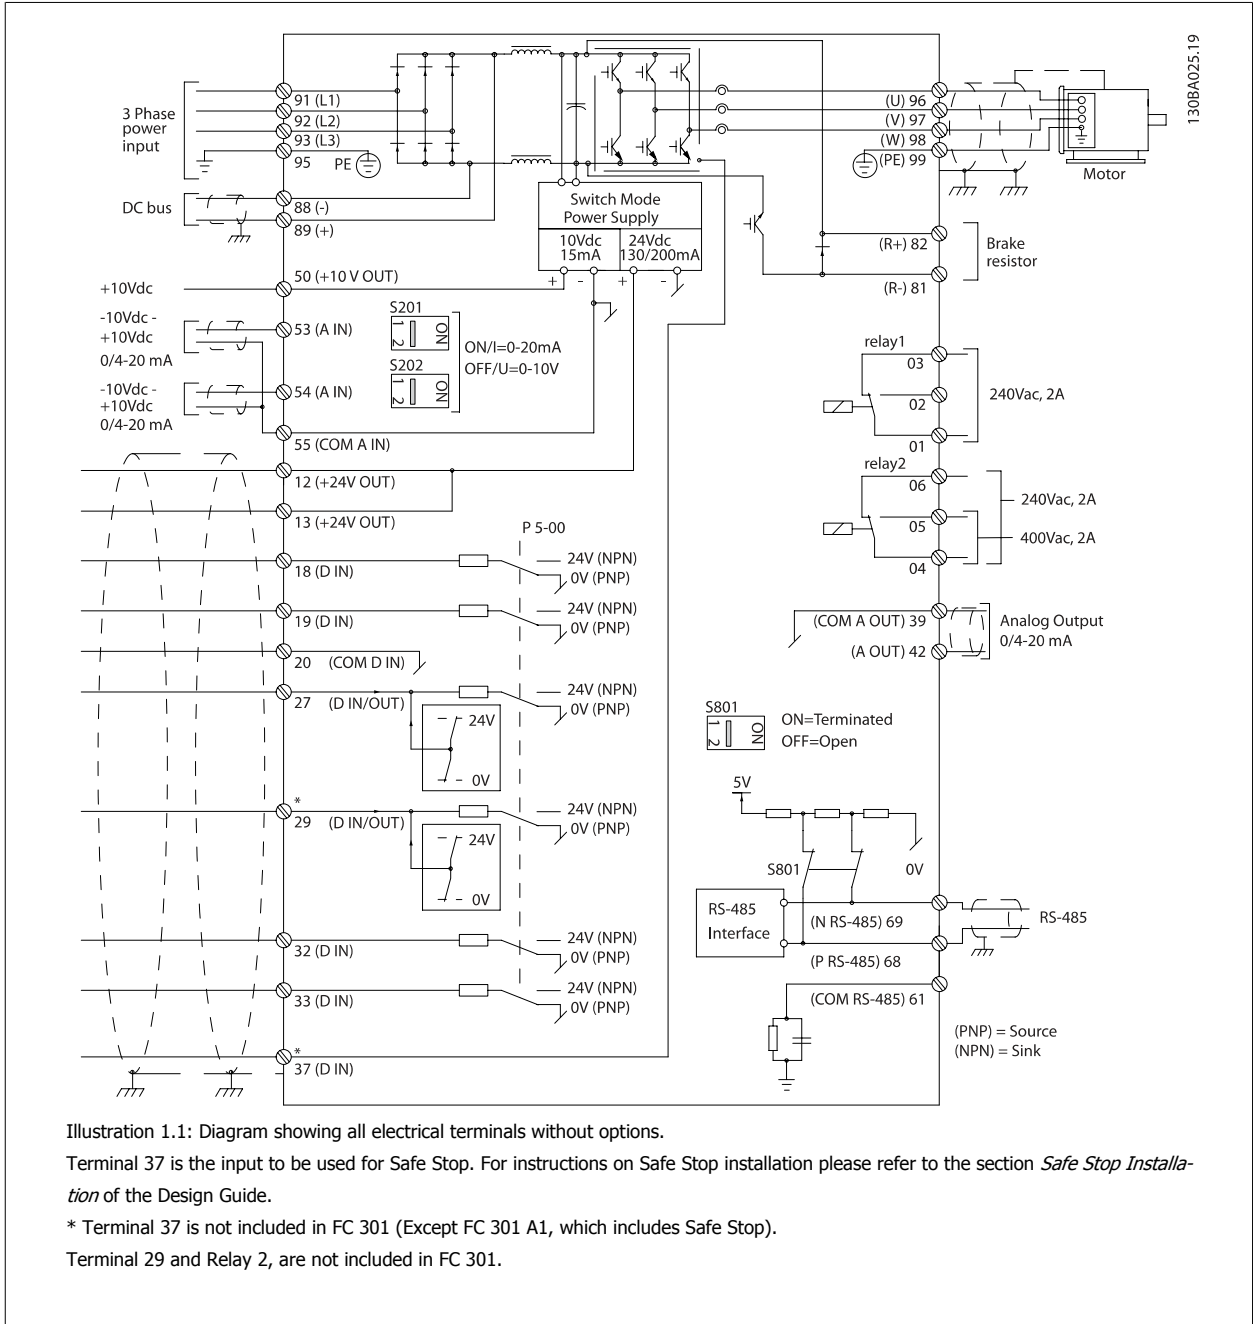 130BA025.19
3 Phase
power
input
91 (L1)
92 (L2)
93 (L3)
95
PE
DC bus
88 (-)
89 (+)
Switch Mode
Power Supply
10Vdc
15mA
24Vdc
130/200mA
+ - + -
(U) 96
(V) 97
(W) 98
(PE) 99
Motor
(R+) 82
(R-) 81
Brake
resistor
+10Vdc
50 (+10 V OUT)
-10Vdc -
+10Vdc
0/4-20 mA
53 (A IN)
-10Vdc -
+10Vdc
0/4-20 mA
54 (A IN)
55 (COM A IN)
S201
1 2
ON
S202
1 2
ON
ON/I=0-20mA
OFF/U=0-10V
relay1
03
02
01
240Vac, 2A
relay2
06
05
04
240Vac, 2A
400Vac, 2A
12 (+24V OUT)
13 (+24V OUT)
P 5-00
18 (D IN)
24V (NPN)
0V (PNP)
19 (D IN)
24V (NPN)
0V (PNP)
20 (COM D IN)
27 (D IN/OUT)
24V (NPN)
0V (PNP)
24V
0V
*
29 (D IN/OUT)
24V (NPN)
0V (PNP)
24V
0V
32 (D IN)
24V (NPN)
0V (PNP)
33 (D IN)
24V (NPN)
0V (PNP)
*
37 (D IN)
(COM A OUT) 39
(A OUT) 42
Analog Output
0/4-20 mA
S801
1 2
ON
ON=Terminated
OFF=Open
5V
S801
0V
RS-485
Interface
(N RS-485) 69
(P RS-485) 68
RS-485
(COM RS-485) 61
(PNP) = Source
(NPN) = Sink
Illustration 1.1: Diagram showing all electrical terminals without options.
Terminal 37 is the input to be used for Safe Stop. For instructions on Safe Stop installation please refer to the section Safe Stop Installa-
tion of the Design Guide.
* Terminal 37 is not included in FC 301 (Except FC 301 A1, which includes Safe Stop).
Terminal 29 and Relay 2, are not included in FC 301.